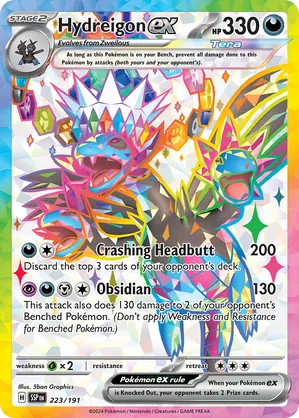 STAGE2 Hydreigon ex HP330
Evolves from Zweilous Tera
As long as this Pokémon is on your Bench, prevent all damage done to this
Pokémon by attacks (both yours and your opponent's).
Crashing Headbutt 200
Discard the top 3 cards of your opponent's deck.
Obsidian 130
This attack also does 130 damage to 2 of your opponent's
Benched Pokémon. (Don't apply Weakness and Resistance
for Benched Pokémon.)
weakness ×2 resistance retreat
Illus. 5ban Graphics
Pokémon ex rule
When your Pokémon ex
is Knocked Out, your opponent takes 2 Prize cards.
H SSP EN 223/191
©2024 Pokémon / Nintendo / Creatures / GAME FREAK